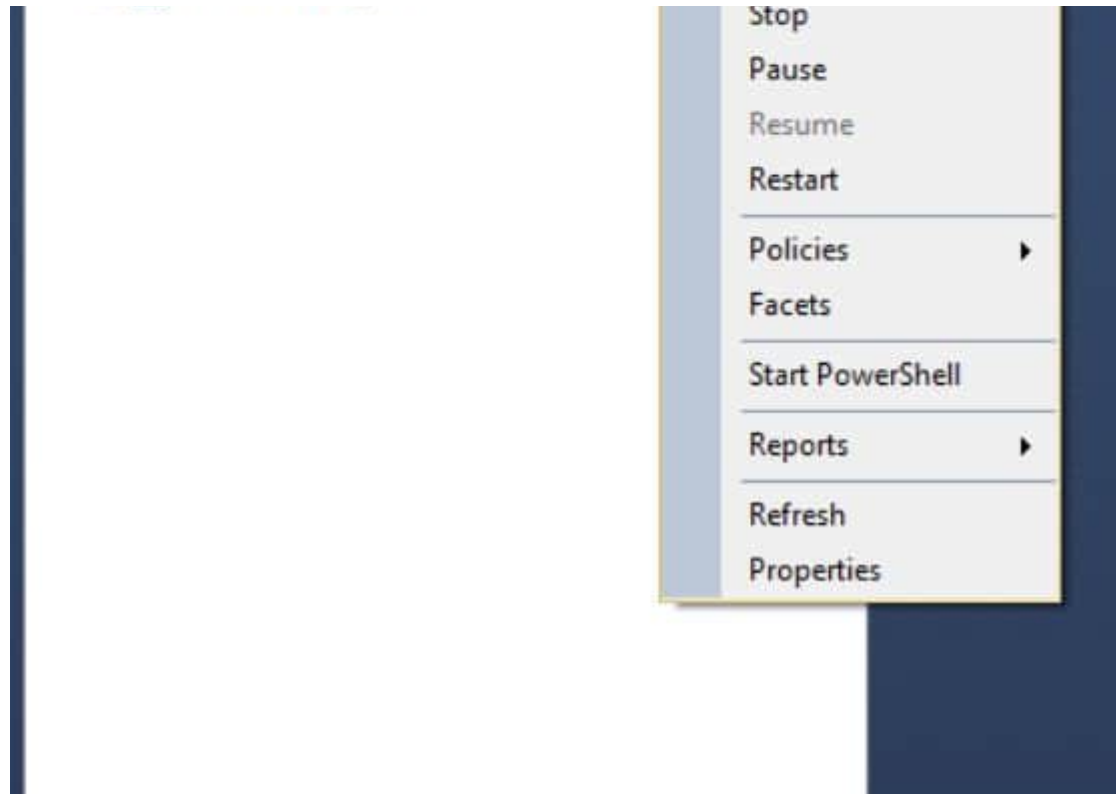 Stop
Pause
Resume
Restart
Policies
Facets
Start PowerShell
Reports
Refresh
Properties